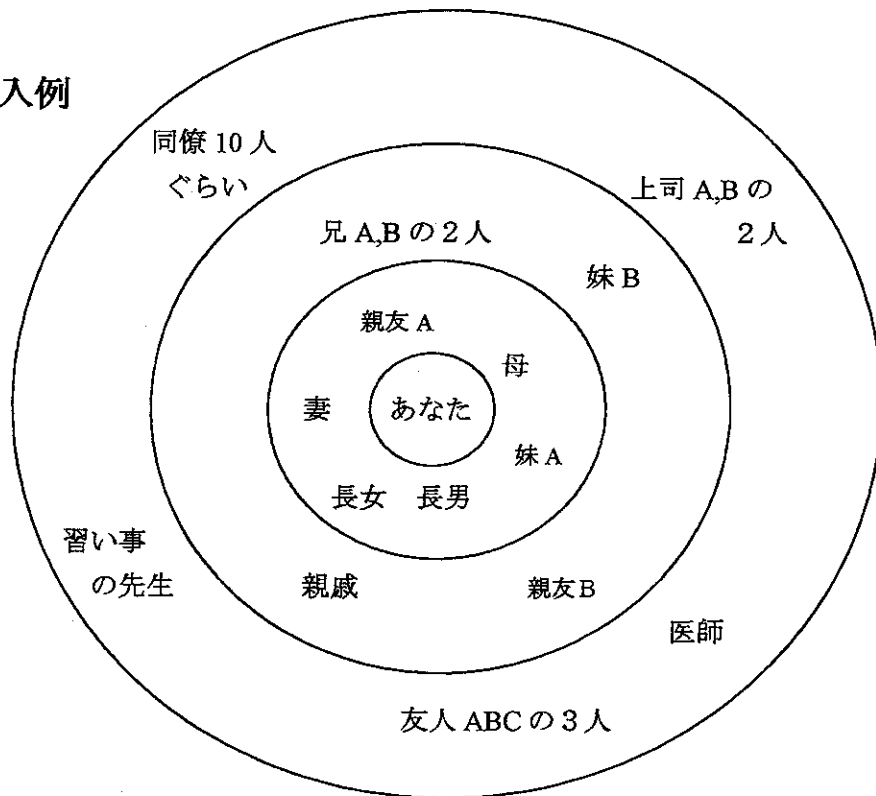 入例
同僚 10 人
ぐらい
上司 A,B の
２人
兄 A,B の２人
妹 B
親友 A
母
妻
あなた
妹 A
長女 長男
習い事
の先生
親戚
親友 B
医師
友人 ABC の３人